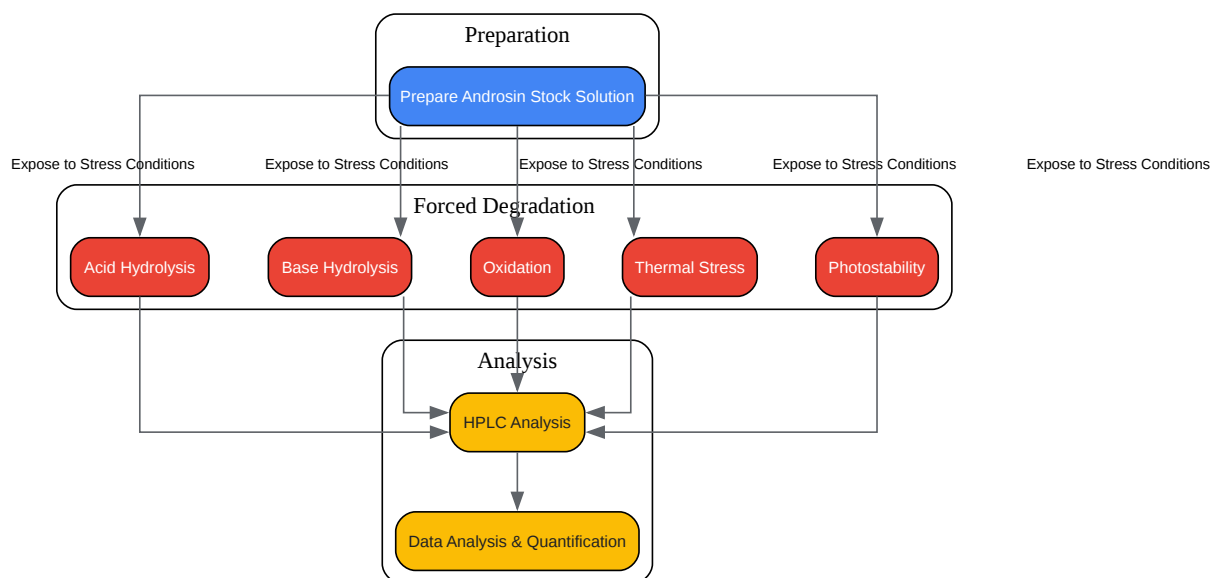 Preparation
Prepare Androsin Stock Solution
Expose to Stress Conditions
Expose to Stress Conditions
Expose to Stress Conditions
Expose to Stress Conditions
Expose to Stress Conditions
Forced Degradation
Acid Hydrolysis
Base Hydrolysis
Oxidation
Thermal Stress
Photostability
Analysis
HPLC Analysis
Data Analysis & Quantification